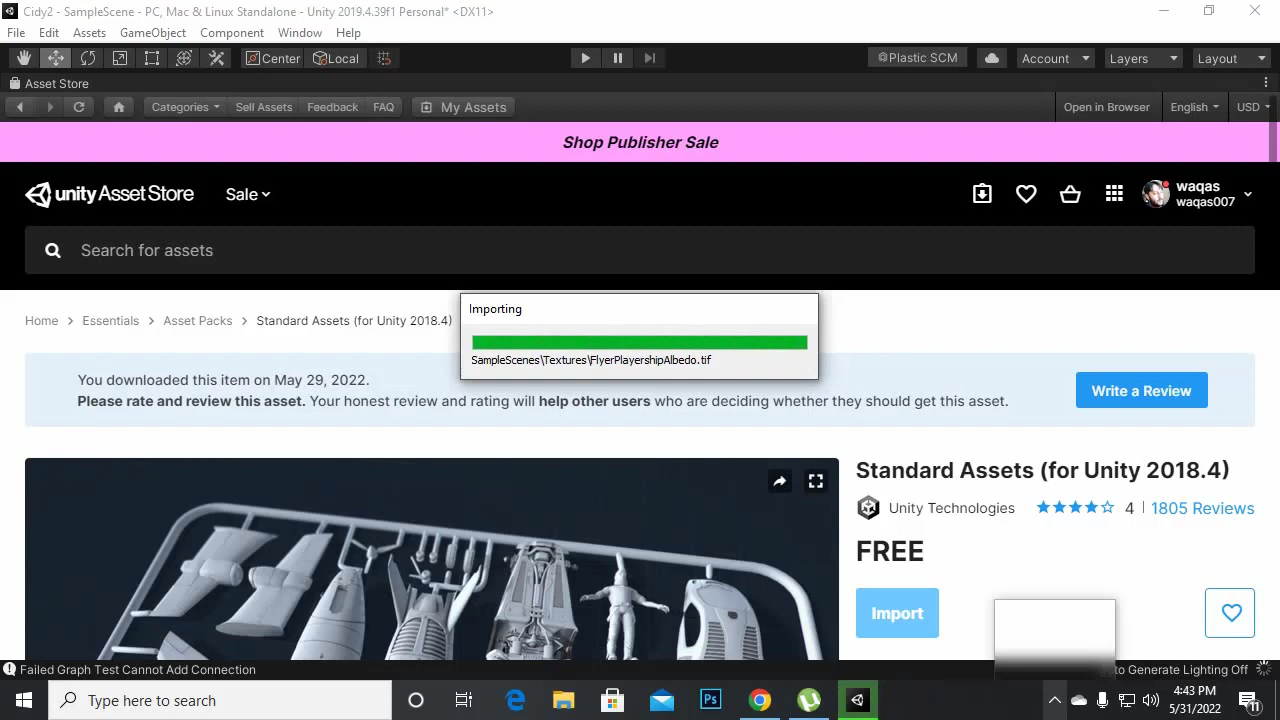 Cidy2 - SampleScene - PC, Mac & Linux Standalone - Unity 2019.4.39f1 Personal* <DX11>
File Edit Assets GameObject Component Window Help
Center Local Plastic SCM Account Layers Layout
Asset Store
Categories Sell Assets Feedback FAQ My Assets Open in Browser English USD
Shop Publisher Sale
unity Asset Store Sale waqas
waqas007
Search for assets
Importing
SampleScenes\Textures\FlyerPlayershipAlbedo.tif
Home > Essentials > Asset Packs > Standard Assets (for Unity 2018.4)
You downloaded this item on May 29, 2022.
Please rate and review this asset. Your honest review and rating will help other users who are deciding whether they should get this asset.
Write a Review
Standard Assets (for Unity 2018.4)
Unity Technologies 4 | 1805 Reviews
FREE
Import
Failed Graph Test Cannot Add Connection
to Generate Lighting Off
Type here to search
Ps
4:43 PM
5/31/2022
11